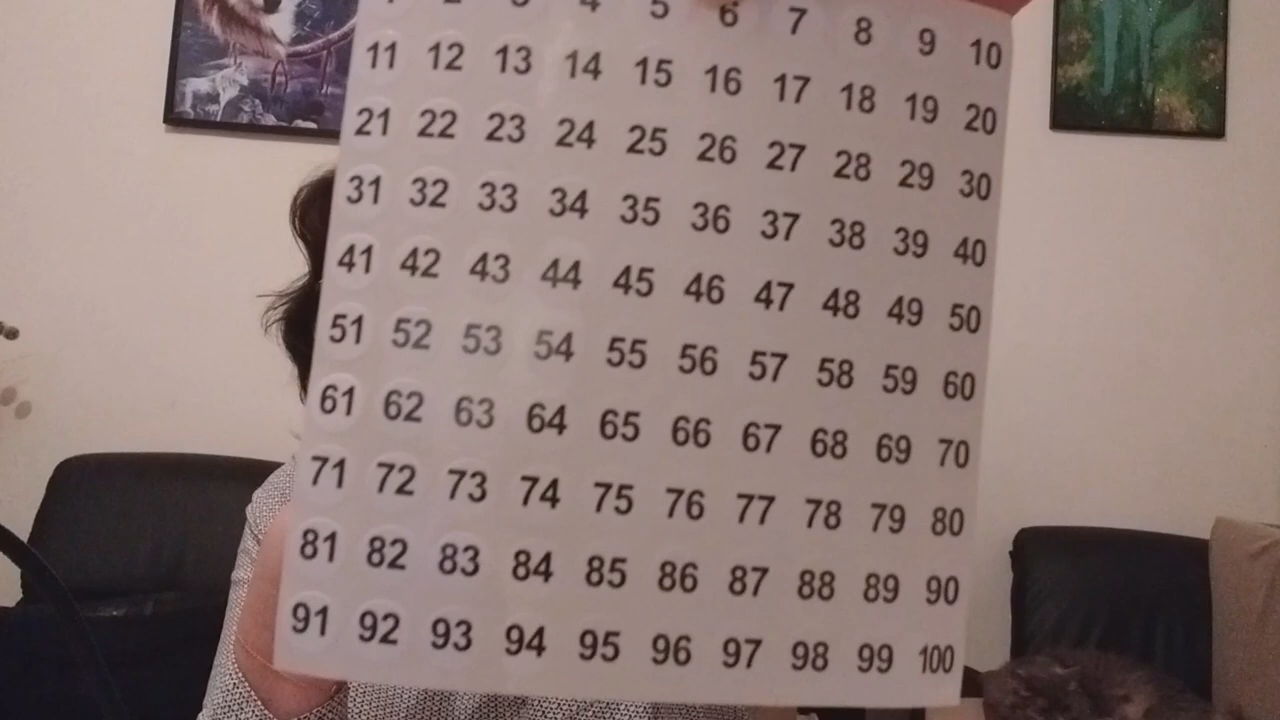 1 2 3 4 5 6 7 8 9 10
11 12 13 14 15 16 17 18 19 20
21 22 23 24 25 26 27 28 29 30
31 32 33 34 35 36 37 38 39 40
41 42 43 44 45 46 47 48 49 50
51 52 53 54 55 56 57 58 59 60
61 62 63 64 65 66 67 68 69 70
71 72 73 74 75 76 77 78 79 80
81 82 83 84 85 86 87 88 89 90
91 92 93 94 95 96 97 98 99 100